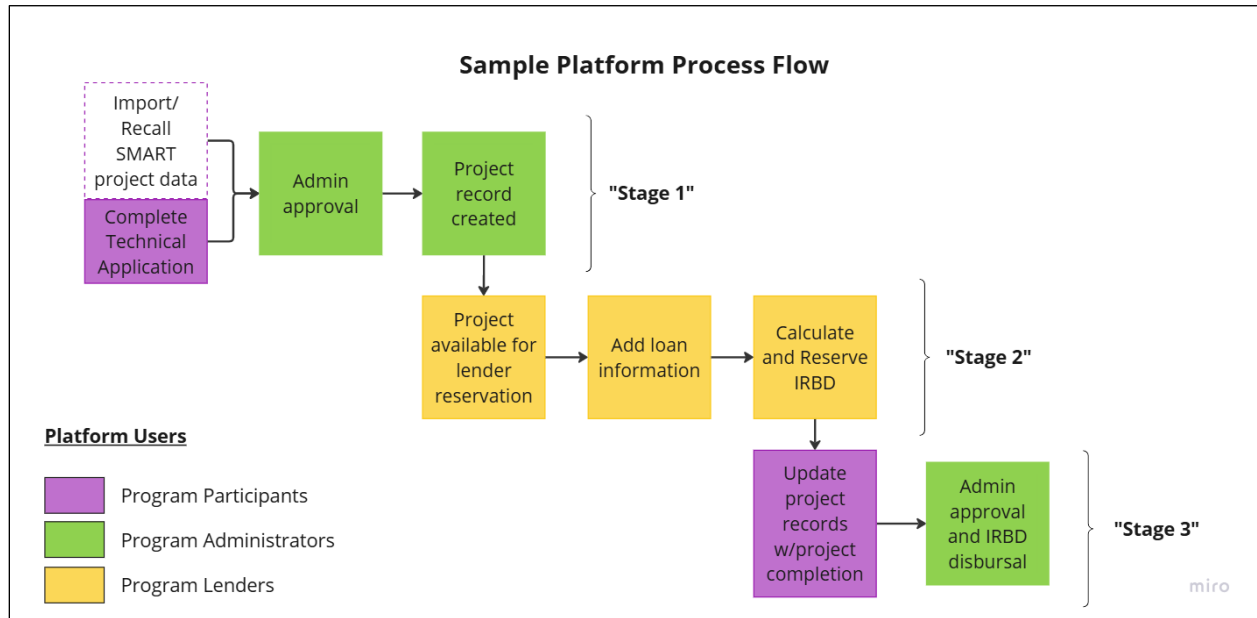 Sample Platform Process Flow
Import/
Recall
SMART
project data
Complete
Technical
Application
Admin
approval
Project
record
created
"Stage 1"
Project
available for
lender
reservation
Add loan
information
Calculate
and Reserve
IRBD
"Stage 2"
Update
project
records
w/project
completion
Admin
approval
and IRBD
disbursal
"Stage 3"
Platform Users
Program Participants
Program Administrators
Program Lenders
miro